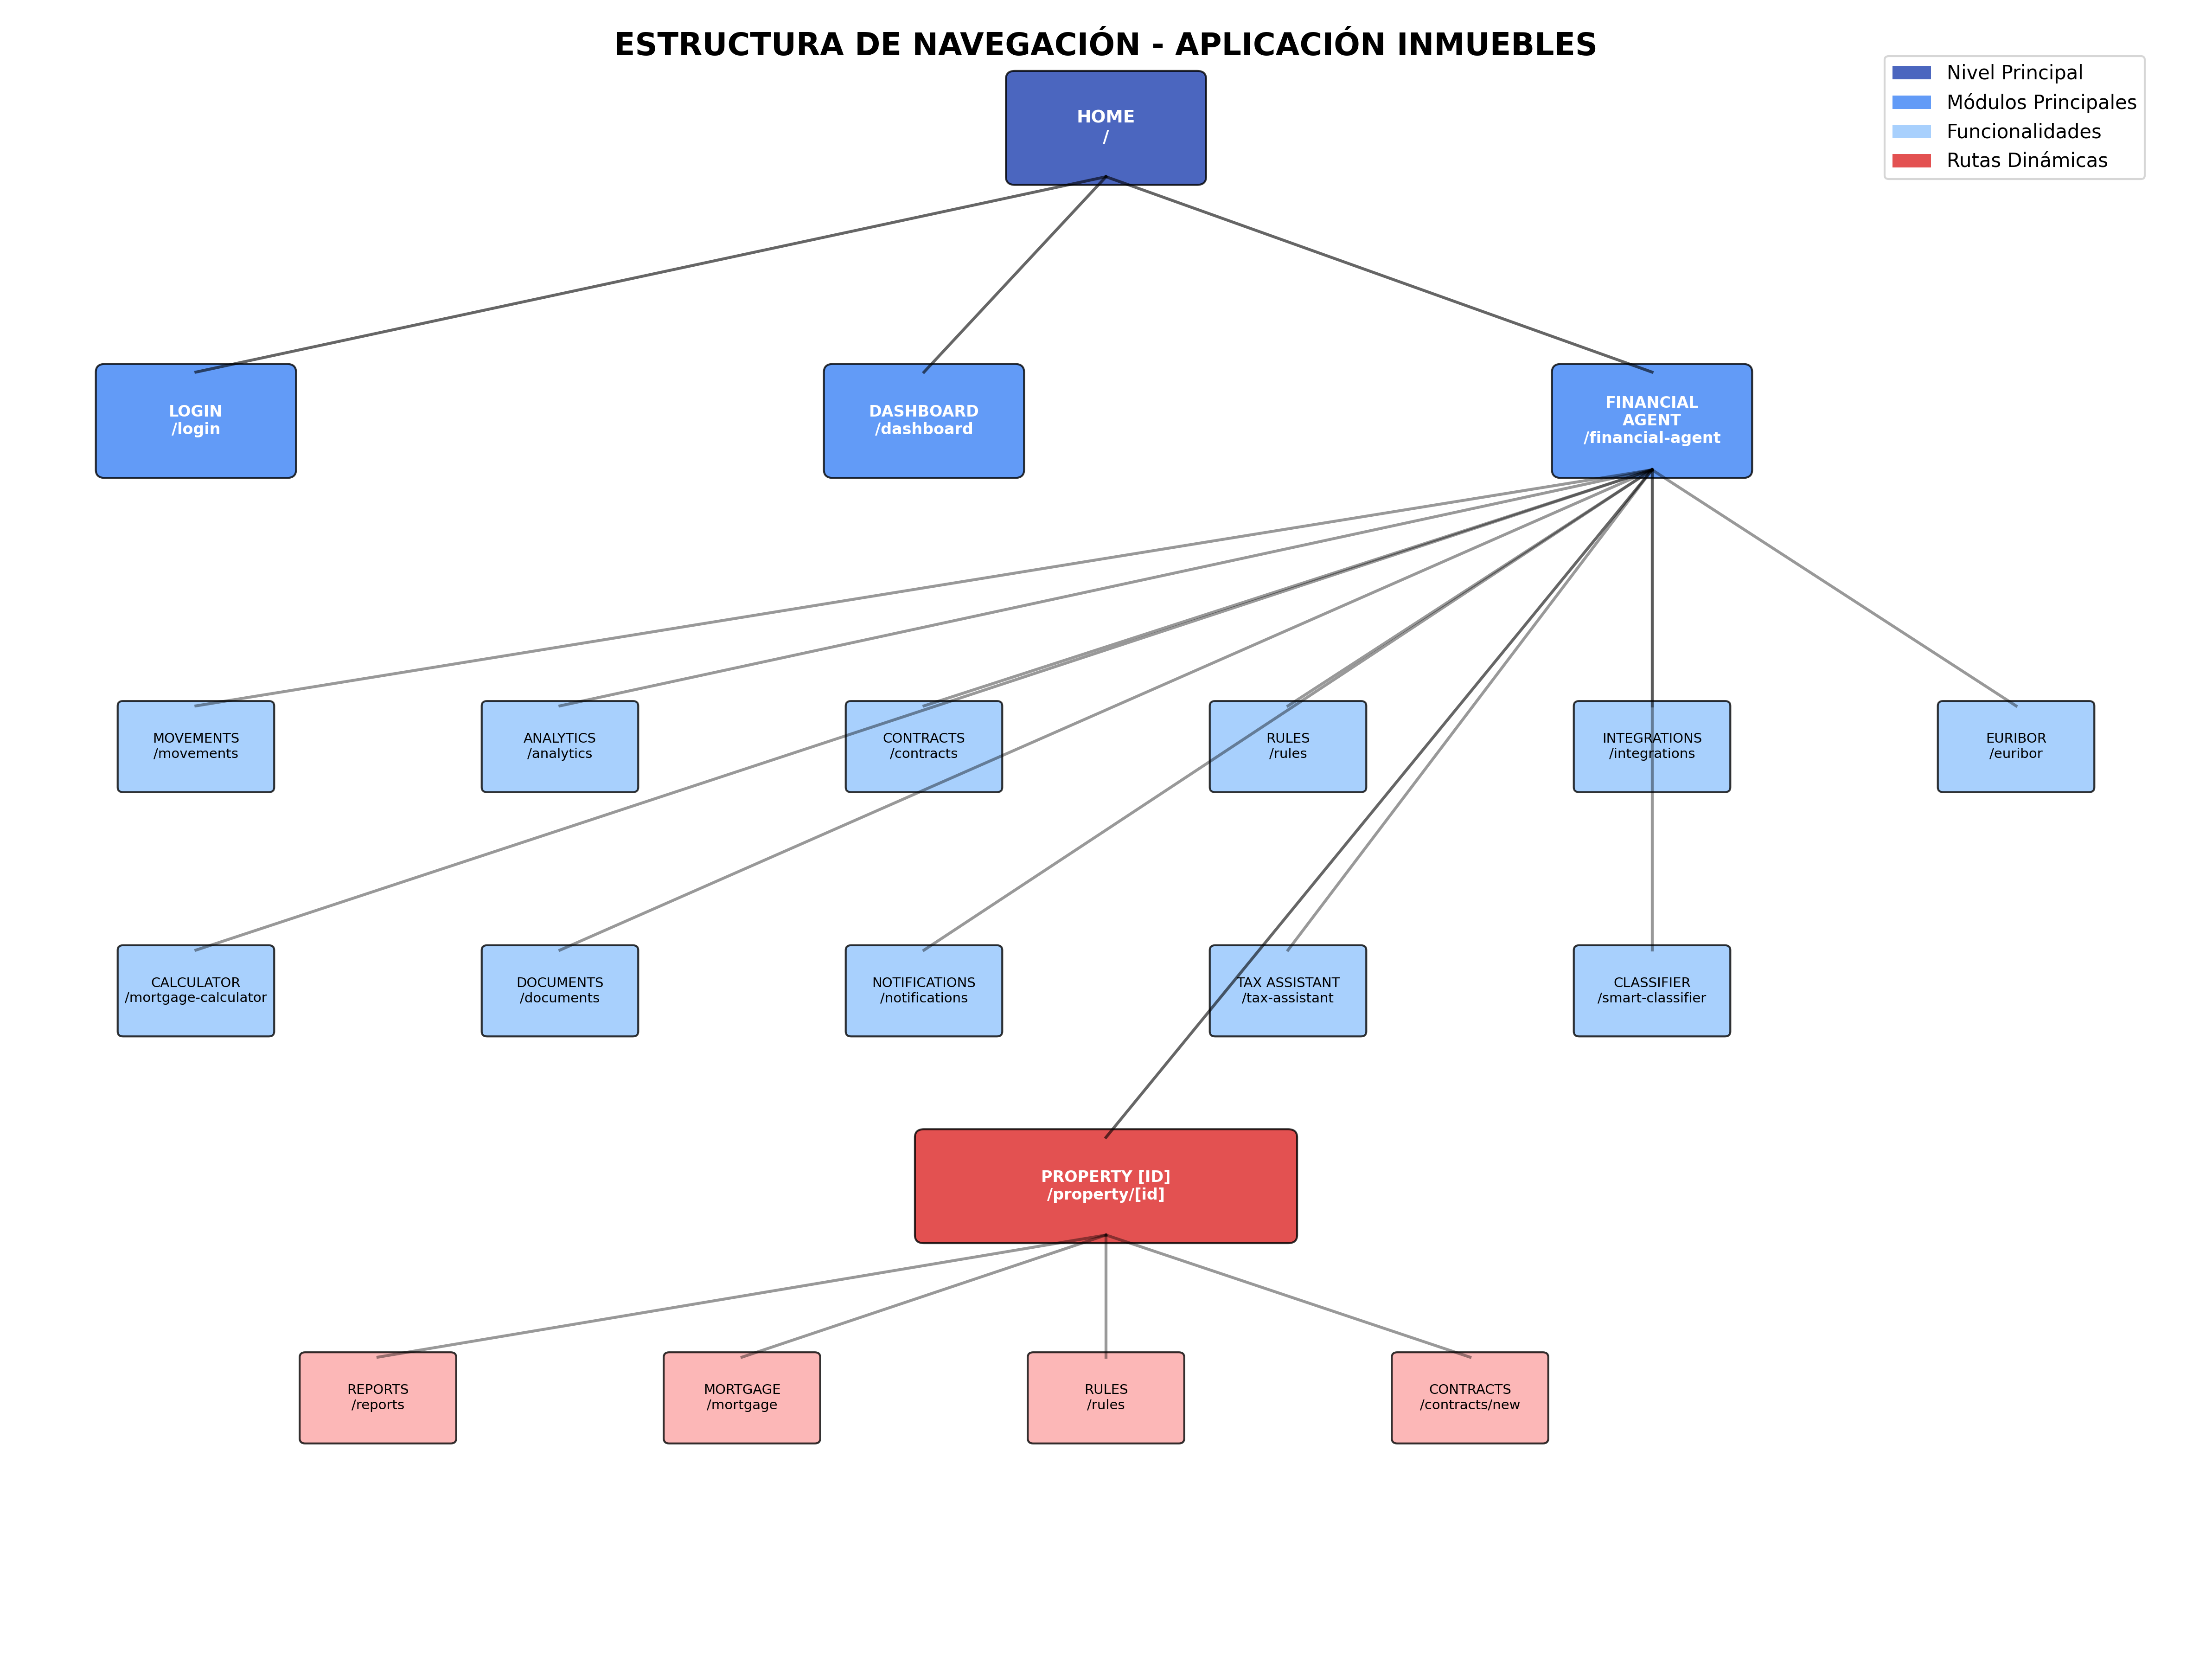 ESTRUCTURA DE NAVEGACIÓN - APLICACIÓN INMUEBLES
Nivel Principal
Módulos Principales
Funcionalidades
Rutas Dinámicas
HOME
/
LOGIN
/login
DASHBOARD
/dashboard
FINANCIAL
AGENT
/financial-agent
MOVEMENTS
/movements
ANALYTICS
/analytics
CONTRACTS
/contracts
RULES
/rules
INTEGRATIONS
/integrations
EURIBOR
/euribor
CALCULATOR
/mortgage-calculator
DOCUMENTS
/documents
NOTIFICATIONS
/notifications
TAX ASSISTANT
/tax-assistant
CLASSIFIER
/smart-classifier
PROPERTY [ID]
/property/[id]
REPORTS
/reports
MORTGAGE
/mortgage
RULES
/rules
CONTRACTS
/contracts/new